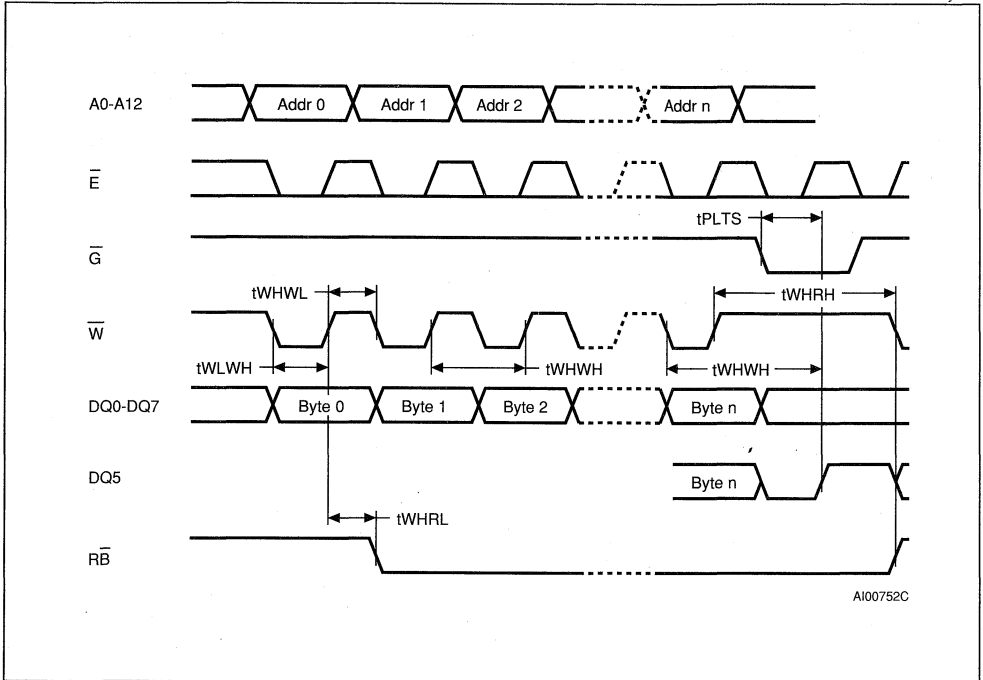 A0-A12
Addr 0 Addr 1 Addr 2 Addr n
E̅
tPLTS
G̅
tWHWL
tWHRH
W̅
tWLWH
tWHWH
tWHWH
DQ0-DQ7
Byte 0 Byte 1 Byte 2 Byte n
DQ5
Byte n
tWHRL
RB̅
AI00752C